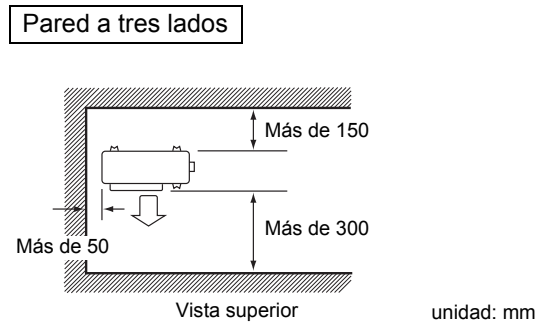 Pared a tres lados
Más de 150
Más de 300
Más de 50
Vista superior
unidad: mm